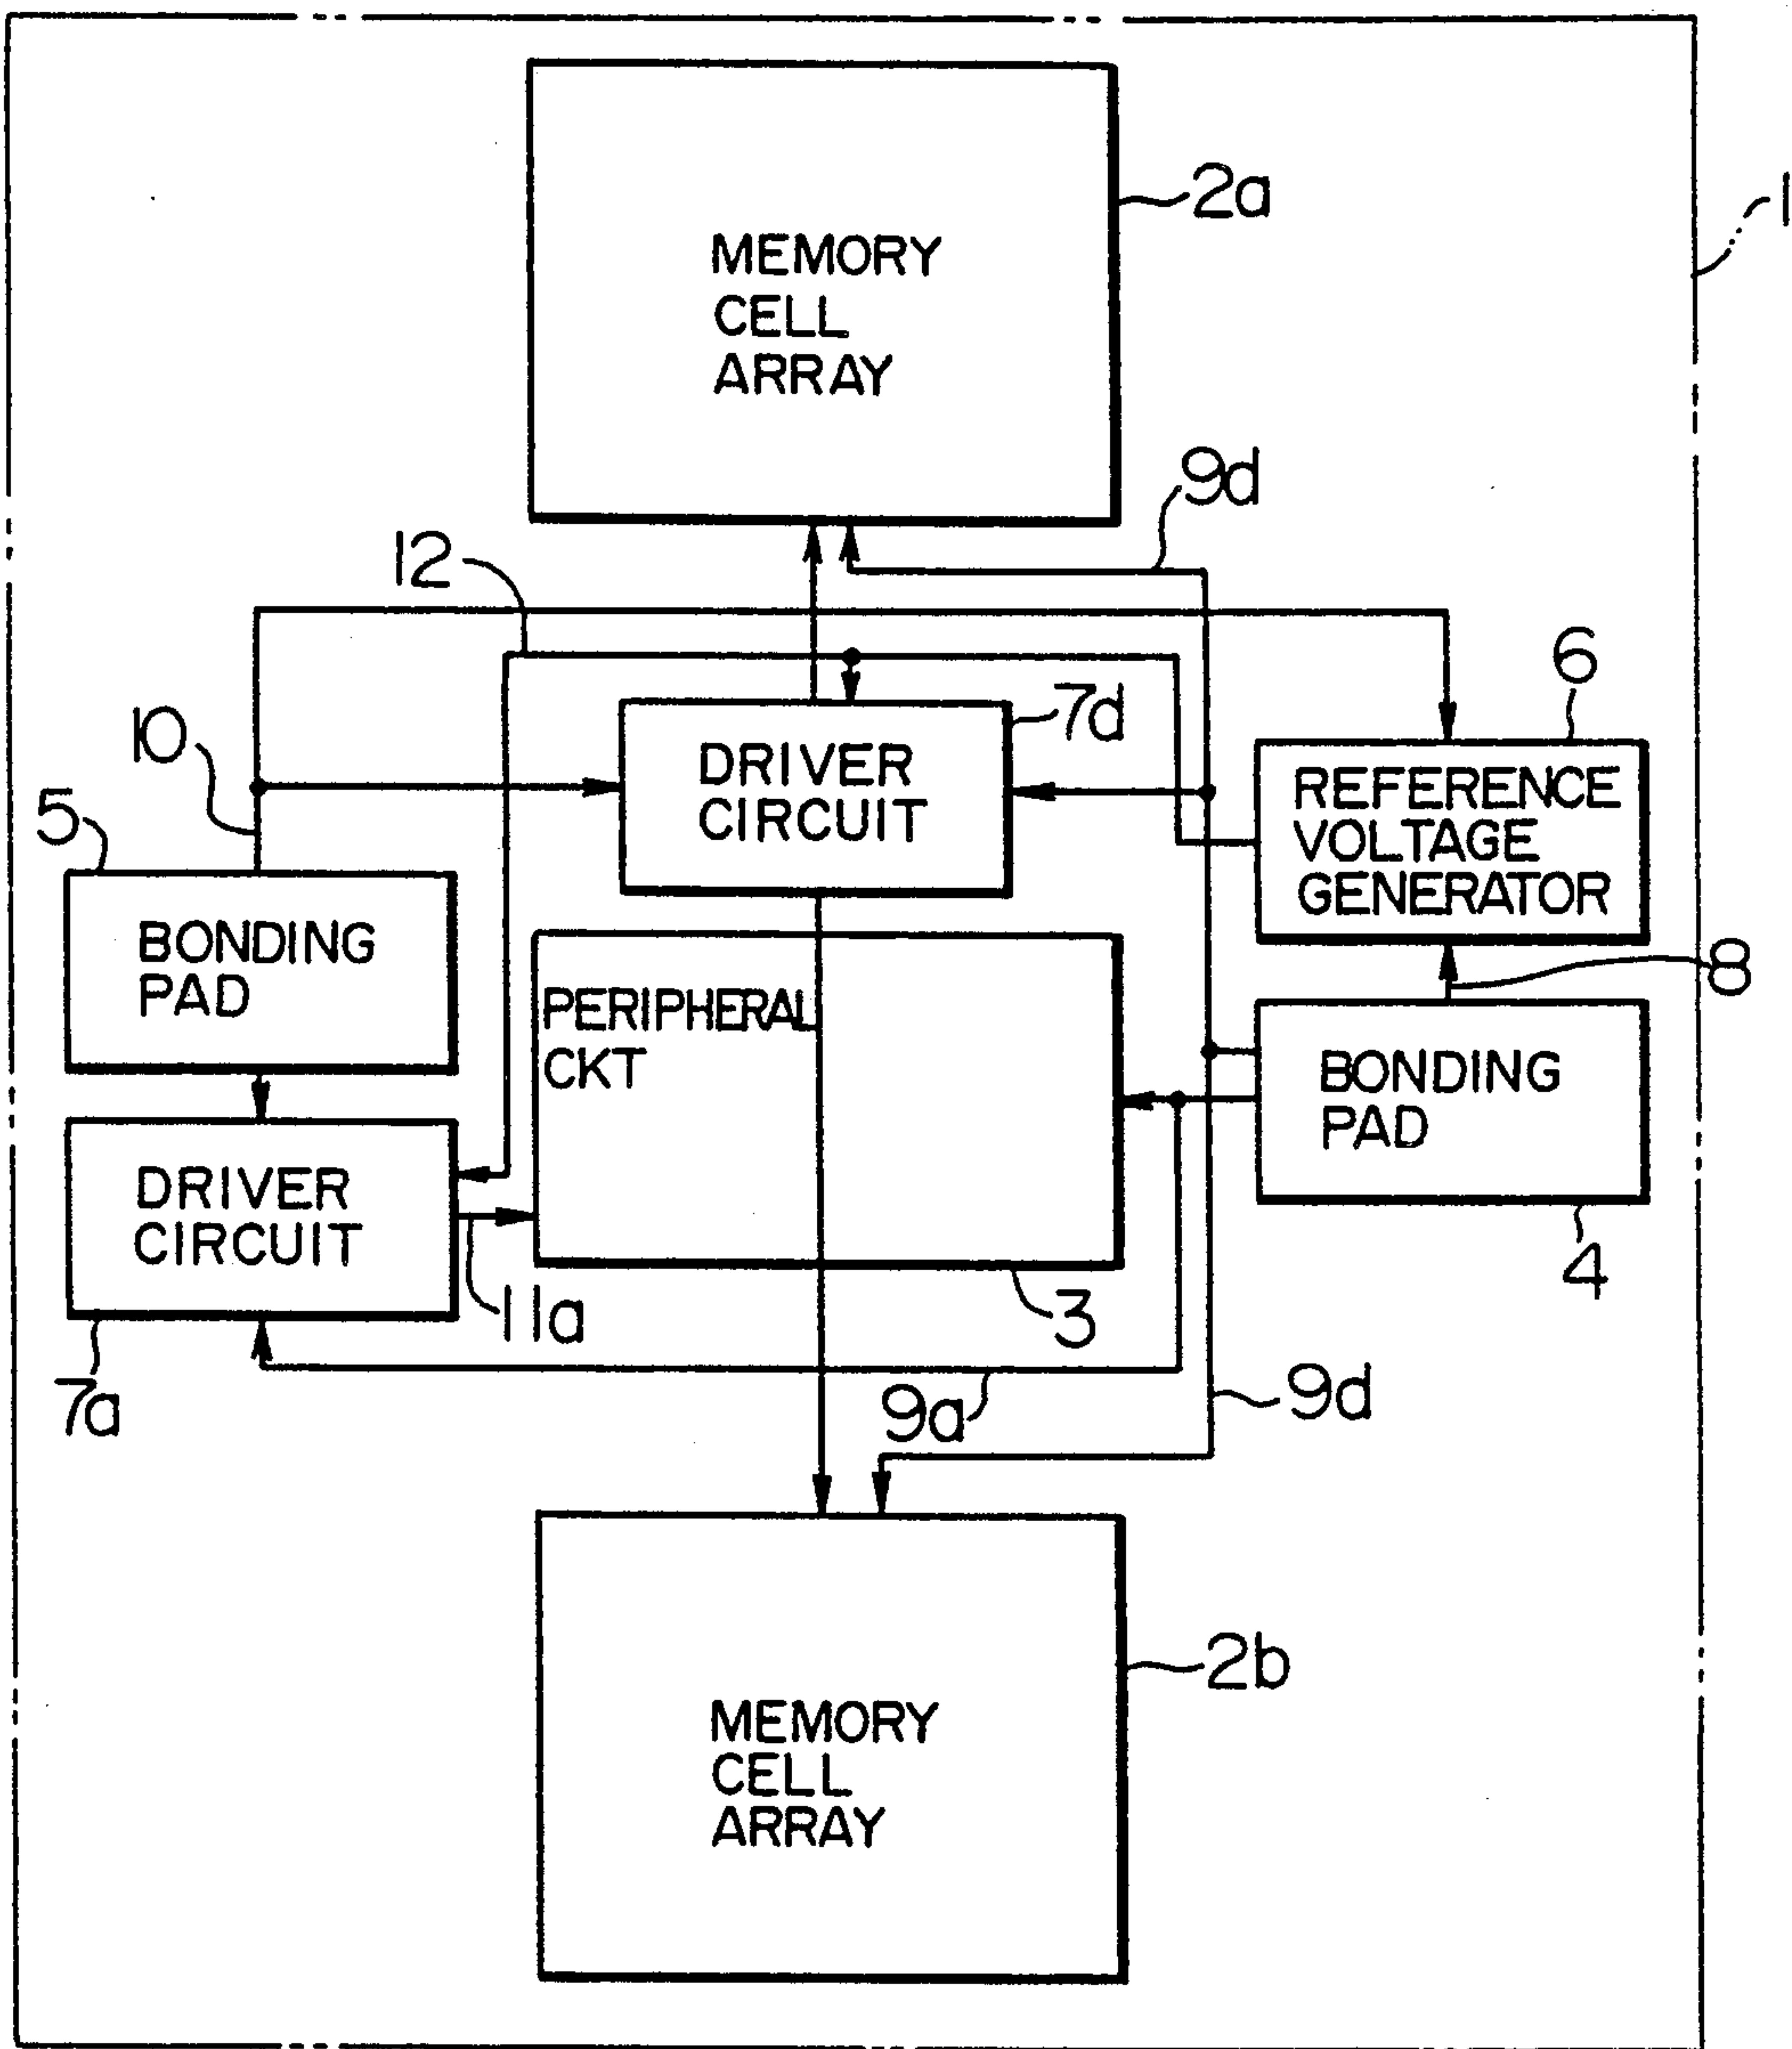 1
2a
MEMORY
CELL
ARRAY
9d
12
6
7d
10
DRIVER
CIRCUIT
REFERENCE
VOLTAGE
GENERATOR
5
BONDING
PAD
8
PERIPHERAL
CKT
BONDING
PAD
DRIVER
CIRCUIT
4
11a
3
7a
9a
9d
2b
MEMORY
CELL
ARRAY